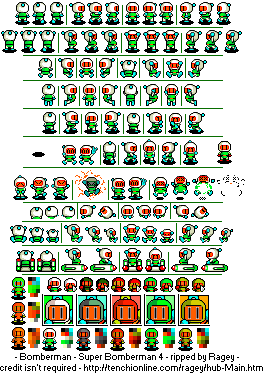 - Bomberman - Super Bomberman 4 - ripped by Ragey -
credit isn't required - http://tenchionline.com/ragey/hub-Main.htm